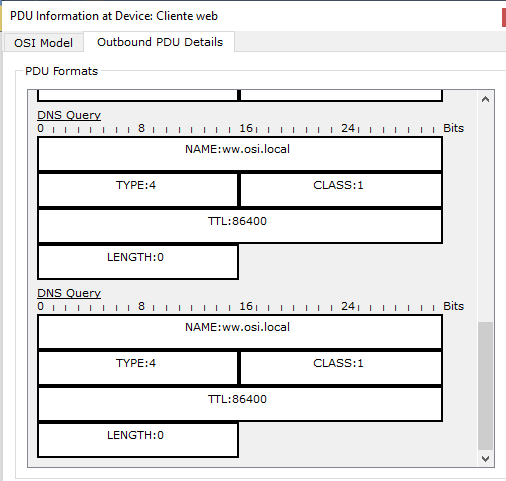 PDU Information at Device: Cliente web
OSI Model Outbound PDU Details
PDU Formats
DNS Query
0 8 16 24 Bits
NAME:ww.osi.local
TYPE:4 CLASS:1
TTL:86400
LENGTH:0
DNS Query
0 8 16 24 Bits
NAME:ww.osi.local
TYPE:4 CLASS:1
TTL:86400
LENGTH:0